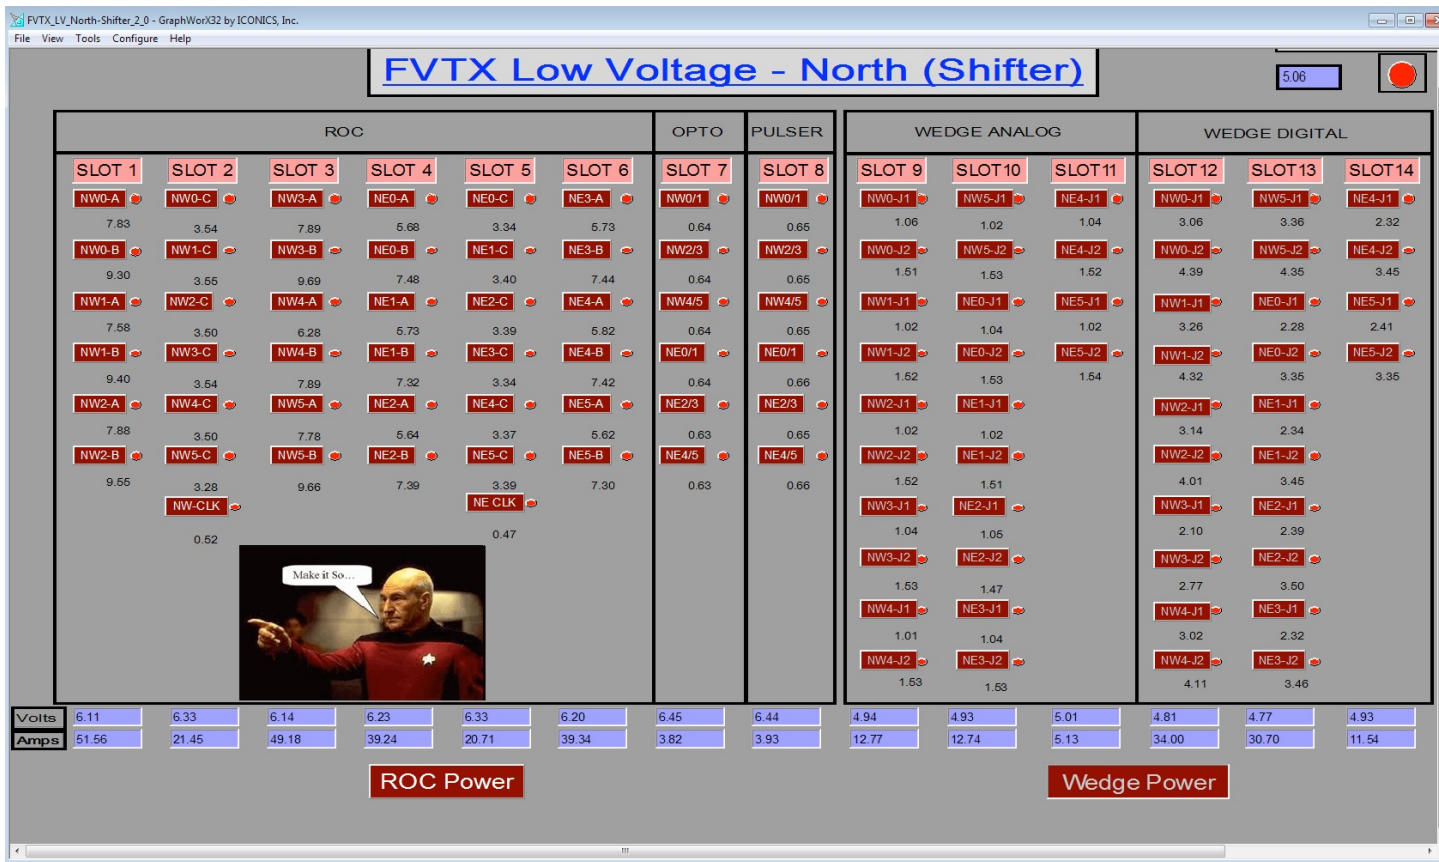 FVTX_LV_North-Shifter_2_0 - GraphWorX32 by ICONICS, Inc.
File View Tools Configure Help
FVTX Low Voltage - North (Shifter)
5.06
ROC OPTO PULSER WEDGE ANALOG WEDGE DIGITAL
SLOT 1 SLOT 2 SLOT 3 SLOT 4 SLOT 5 SLOT 6 SLOT 7 SLOT 8 SLOT 9 SLOT10 SLOT11 SLOT12 SLOT13 SLOT14
NW0-A NW0-C NW3-A NE0-A NE0-C NE3-A NW0/1 NW0/1 NW0-J1 NW5-J1 NE4-J1 NW0-J1 NW5-J1 NE4-J1
7.83 3.54 7.89 5.68 3.34 5.73 0.64 0.65 1.06 1.02 1.04 3.06 3.36 2.32
NW0-B NW1-C NW3-B NE0-B NE1-C NE3-B NW2/3 NW2/3 NW0-J2 NW5-J2 NE4-J2 NW0-J2 NW5-J2 NE4-J2
9.30 3.55 9.69 7.48 3.40 7.44 0.64 0.65 1.51 1.53 1.52 4.39 4.35 3.45
NW1-A NW2-C NW4-A NE1-A NE2-C NE4-A NW4/5 NW4/5 NW1-J1 NE0-J1 NE5-J1 NW1-J1 NE0-J1 NE5-J1
7.58 3.50 6.28 5.73 3.39 5.82 0.64 0.65 1.02 1.04 1.02 3.26 2.28 2.41
NW1-B NW3-C NW4-B NE1-B NE3-C NE4-B NE0/1 NE0/1 NW1-J2 NE0-J2 NE5-J2 NW1-J2 NE0-J2 NE5-J2
9.40 3.54 7.89 7.32 3.34 7.42 0.64 0.66 1.52 1.53 1.54 4.32 3.35 3.35
NW2-A NW4-C NW5-A NE2-A NE4-C NE5-A NE2/3 NE2/3 NW2-J1 NE1-J1 NW2-J1 NE1-J1
7.88 3.50 7.78 5.64 3.37 5.62 0.63 0.65 1.02 1.02 3.14 2.34
NW2-B NW5-C NW5-B NE2-B NE5-C NE5-B NE4/5 NE4/5 NW2-J2 NE1-J2 NW2-J2 NE1-J2
9.55 3.28 9.66 7.39 3.39 7.30 0.63 0.66 1.52 1.51 4.01 3.45
NW-CLK NE CLK NW3-J1 NE2-J1 NW3-J1 NE2-J1
0.52 0.47 1.04 1.05 2.10 2.39
NW3-J2 NE2-J2 NW3-J2 NE2-J2
Make it So...
1.53 1.47 2.77 3.50
NW4-J1 NE3-J1 NW4-J1 NE3-J1
1.01 1.04 3.02 2.32
NW4-J2 NE3-J2 NW4-J2 NE3-J2
1.53 1.53 4.11 3.46
Volts 6.11 6.33 6.14 6.23 6.33 6.20 6.45 6.44 4.94 4.93 5.01 4.81 4.77 4.93
Amps 51.56 21.45 49.18 39.24 20.71 39.34 3.82 3.93 12.77 12.74 5.13 34.00 30.70 11.54
ROC Power Wedge Power